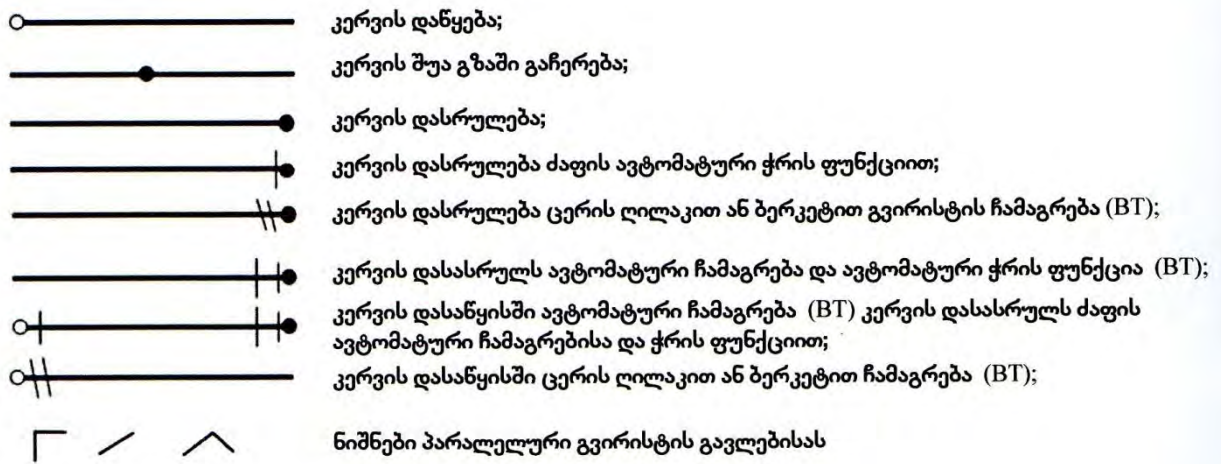 კერვის დაწყება;
კერვის შუა გზაში გაჩერება;
კერვის დასრულება;
კერვის დასრულება ძაფის ავტომატური ჭრის ფუნქციით;
კერვის დასრულება ცერის ღილაკით ან ბერკეტით გვირისტის ჩამაგრება (BT);
კერვის დასასრულს ავტომატური ჩამაგრება და ავტომატური ჭრის ფუნქცია (BT);
კერვის დასაწყისში ავტომატური ჩამაგრება (BT) კერვის დასასრულს ძაფის
ავტომატური ჩამაგრებისა და ჭრის ფუნქციით;
კერვის დასაწყისში ცერის ღილაკით ან ბერკეტით ჩამაგრება (BT);
ნიშნები პარალელური გვირისტის გავლებისას